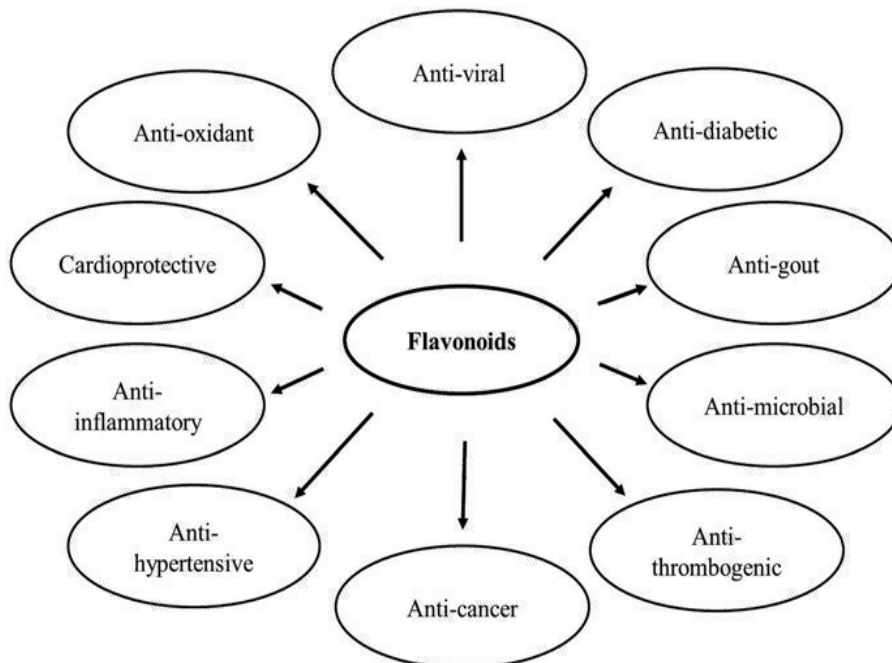 Anti-viral
Anti-oxidant
Anti-diabetic
Cardioprotective
Anti-gout
Flavonoids
Anti-
inflammatory
Anti-microbial
Anti-
hypertensive
Anti-
thrombogenic
Anti-cancer